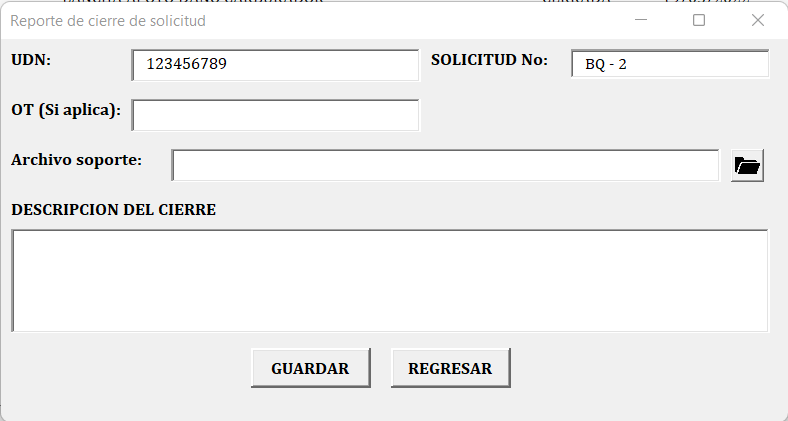 Reporte de cierre de solicitud
UDN: 123456789 SOLICITUD No: BQ - 2
OT (Si aplica):
Archivo soporte:
DESCRIPCION DEL CIERRE
GUARDAR REGRESAR